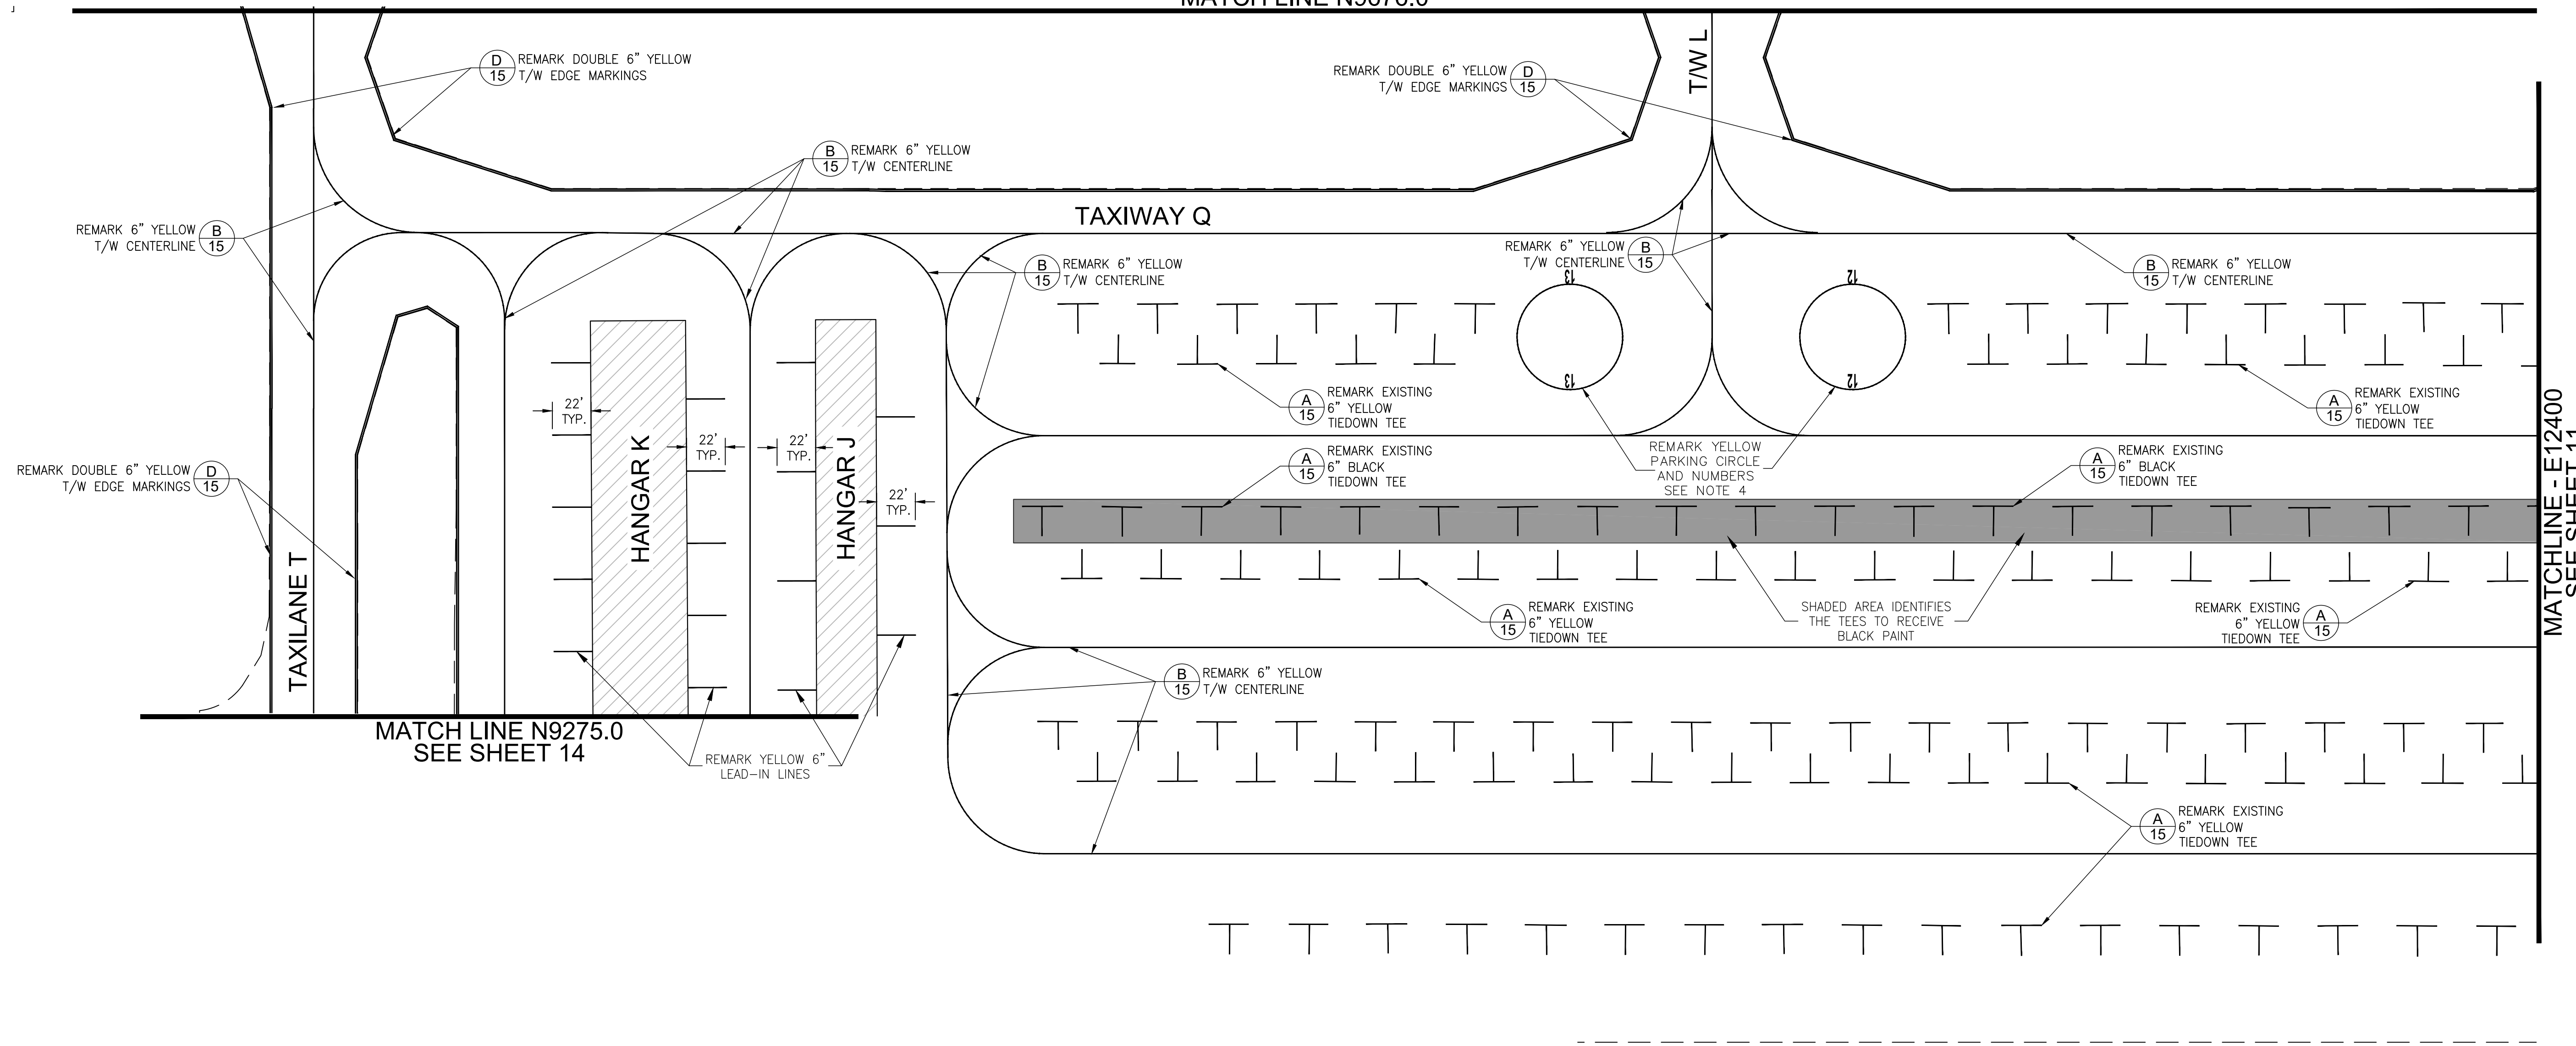 REMARK DOUBLE 6" YELLOW
T/W EDGE MARKINGS
D
15
REMARK DOUBLE 6" YELLOW
T/W EDGE MARKINGS
D
15
T/W L
B
15
REMARK 6" YELLOW
T/W CENTERLINE
TAXIWAY Q
REMARK 6" YELLOW
T/W CENTERLINE
B
15
B
15
REMARK 6" YELLOW
T/W CENTERLINE
REMARK 6" YELLOW
T/W CENTERLINE
B
15
B
15
REMARK 6" YELLOW
T/W CENTERLINE
13
13
12
12
A
15
REMARK EXISTING
6" YELLOW
TIEDOWN TEE
A
15
REMARK EXISTING
6" YELLOW
TIEDOWN TEE
22'
TYP.
22'
TYP.
22'
TYP.
22'
TYP.
HANGAR K
HANGAR J
REMARK YELLOW
PARKING CIRCLE
AND NUMBERS
SEE NOTE 4
A
15
REMARK EXISTING
6" BLACK
TIEDOWN TEE
A
15
REMARK EXISTING
6" BLACK
TIEDOWN TEE
REMARK DOUBLE 6" YELLOW
T/W EDGE MARKINGS
D
15
MATCHLINE - E12400
TAXILANE T
A
15
REMARK EXISTING
6" YELLOW
TIEDOWN TEE
SHADED AREA IDENTIFIES
THE TEES TO RECEIVE
BLACK PAINT
REMARK EXISTING
6" YELLOW
TIEDOWN TEE
A
15
B
15
REMARK 6" YELLOW
T/W CENTERLINE
MATCH LINE N9275.0
SEE SHEET 14
REMARK YELLOW 6"
LEAD-IN LINES
A
15
REMARK EXISTING
6" YELLOW
TIEDOWN TEE